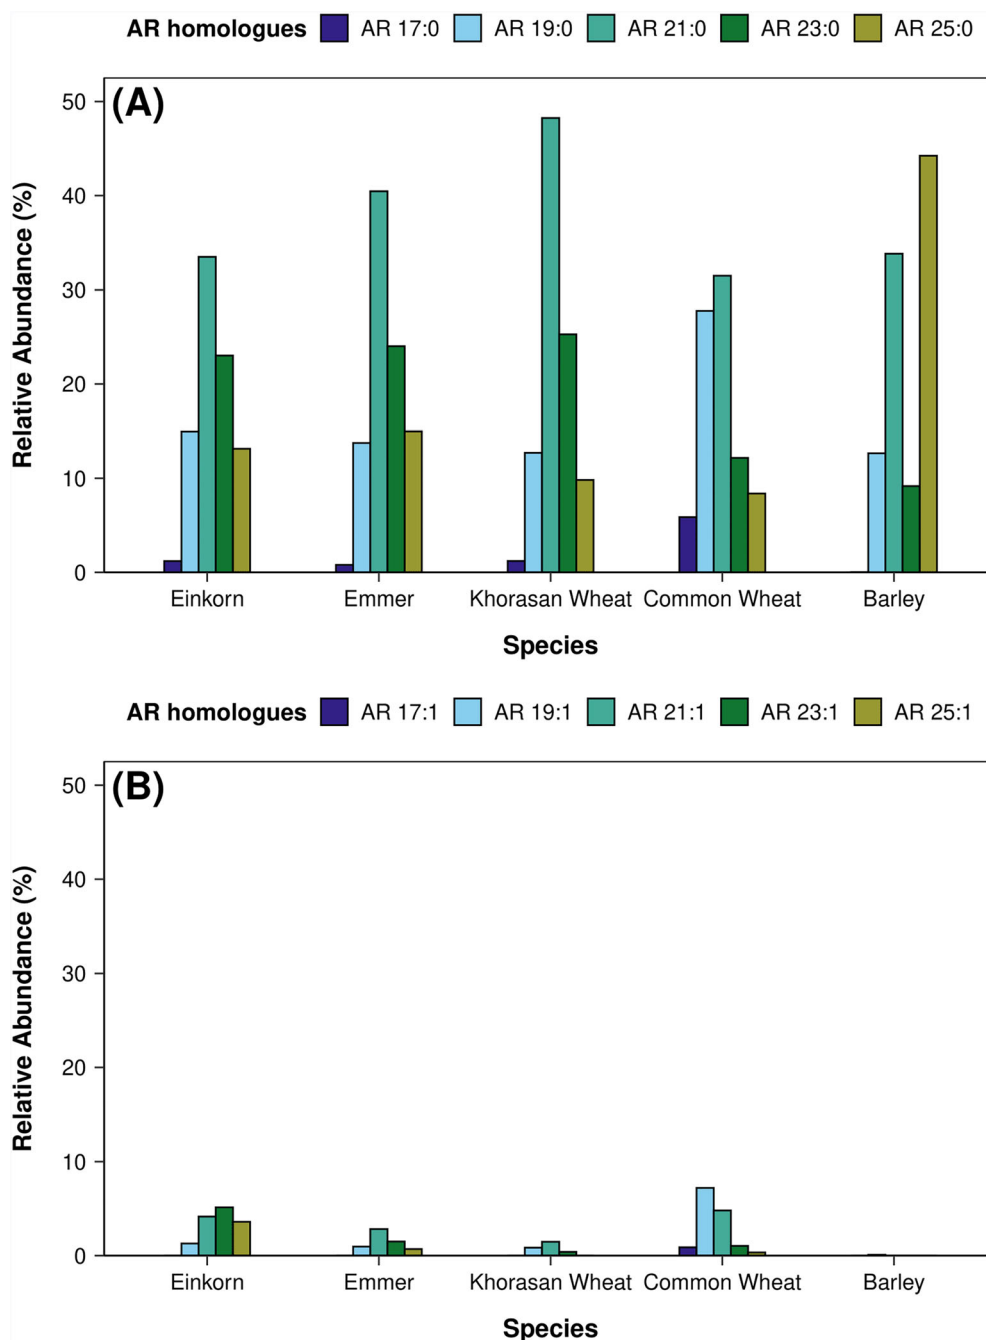 AR homologues AR 17:0 AR 19:0 AR 21:0 AR 23:0 AR 25:0
(A)
50
40
30
20
10
0
Relative Abundance (%)
Einkorn Emmer Khorasan Wheat Common Wheat Barley
Species
AR homologues AR 17:1 AR 19:1 AR 21:1 AR 23:1 AR 25:1
(B)
50
40
30
20
10
0
Relative Abundance (%)
Einkorn Emmer Khorasan Wheat Common Wheat Barley
Species